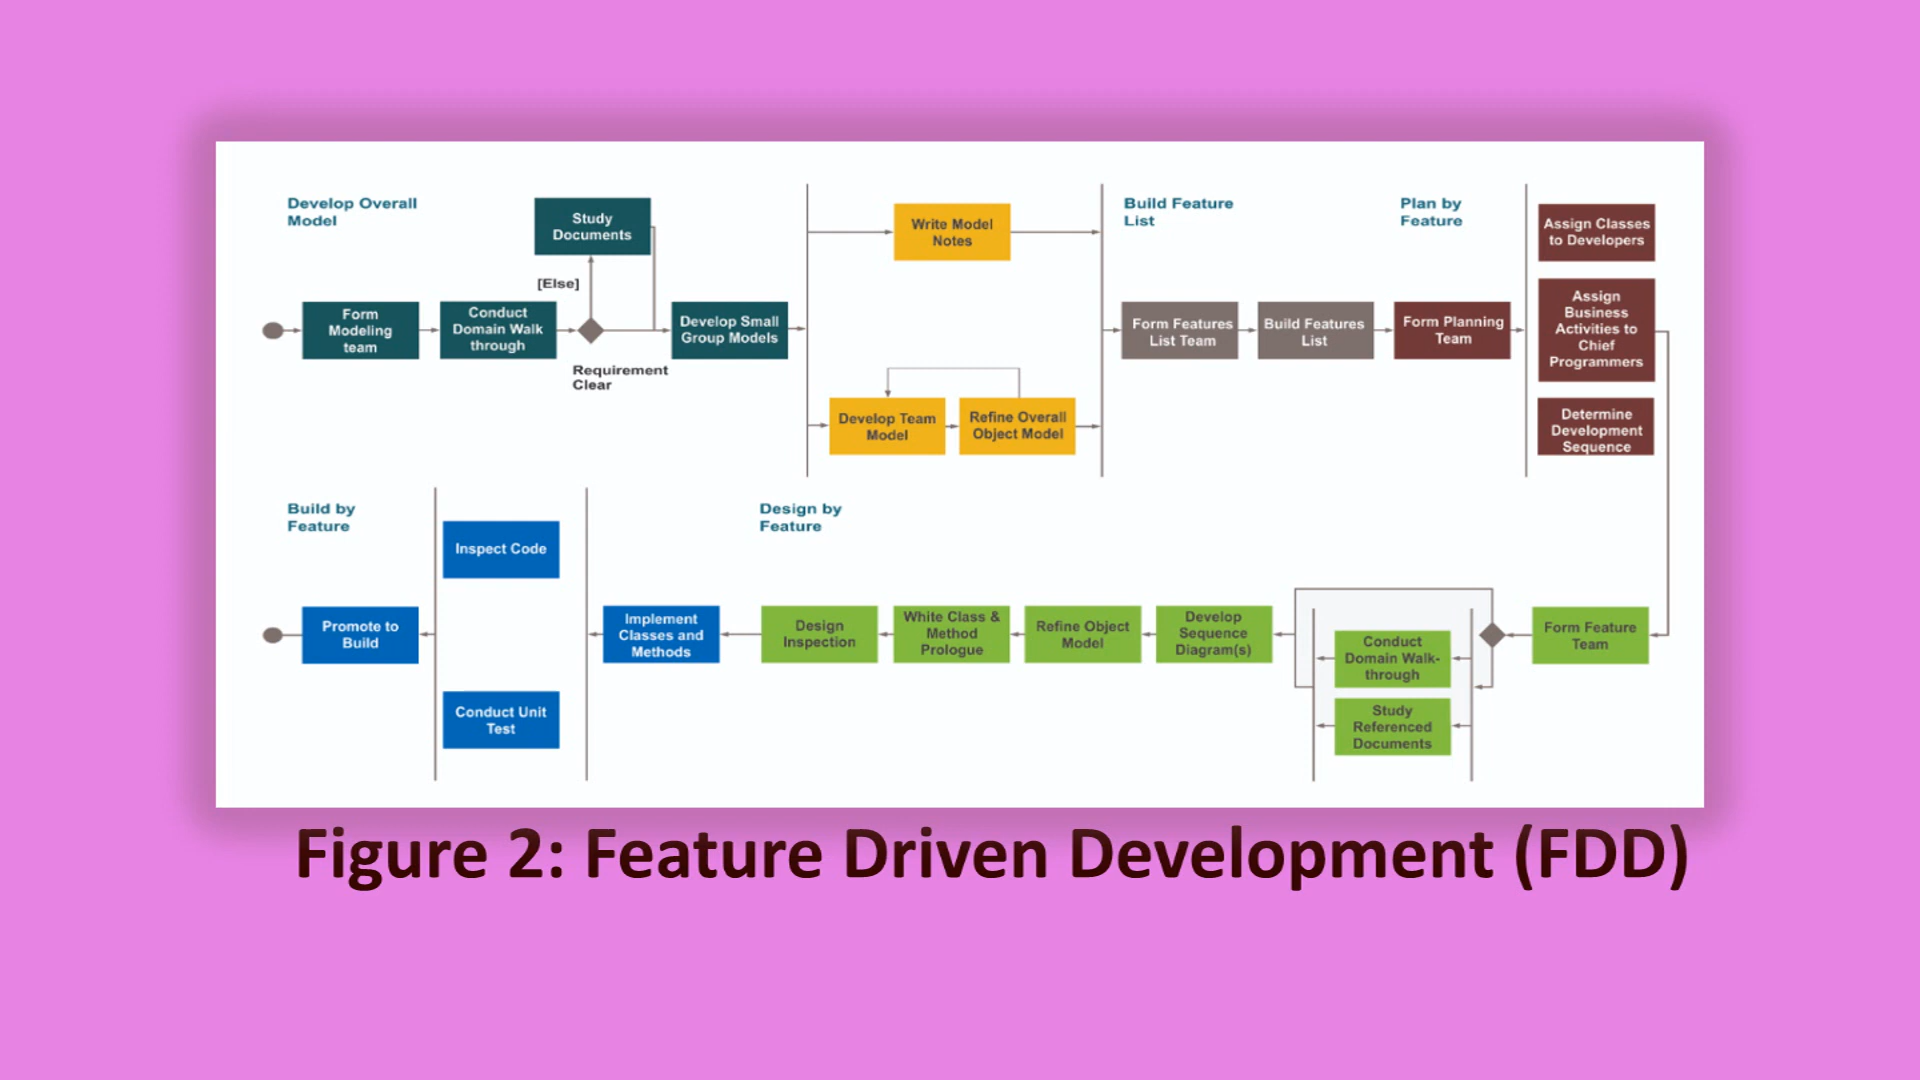 Develop Overall
Model
Study
Documents
[Else]
Form
Modeling
team
Conduct
Domain Walk
through
Requirement
Clear
Develop Small
Group Models
Write Model
Notes
Develop Team
Model
Refine Overall
Object Model
Build Feature
List
Form Features
List Team
Build Features
List
Plan by
Feature
Form Planning
Team
Assign Classes
to Developers
Assign
Business
Activities to
Chief
Programmers
Determine
Development
Sequence
Build by
Feature
Promote to
Build
Inspect Code
Conduct Unit
Test
Implement
Classes and
Methods
Design by
Feature
Design
Inspection
White Class &
Method
Prologue
Refine Object
Model
Develop
Sequence
Diagram(s)
Conduct
Domain Walk-
through
Study
Referenced
Documents
Form Feature
Team
Figure 2: Feature Driven Development (FDD)